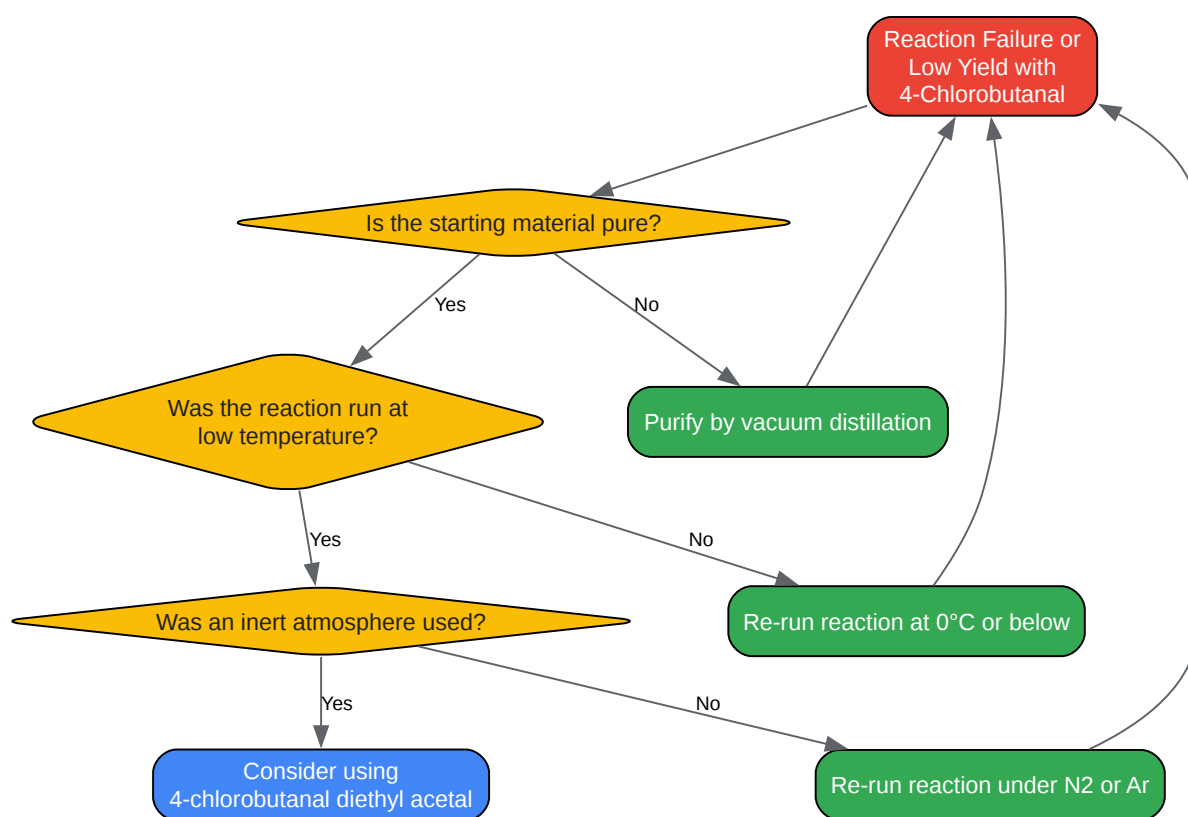 Reaction Failure or
Low Yield with
4-Chlorobutanal
Is the starting material pure?
Yes
No
Was the reaction run at
low temperature?
Purify by vacuum distillation
Yes
No
Was an inert atmosphere used?
Re-run reaction at 0°C or below
Yes
No
Consider using
4-chlorobutanal diethyl acetal
Re-run reaction under N2 or Ar